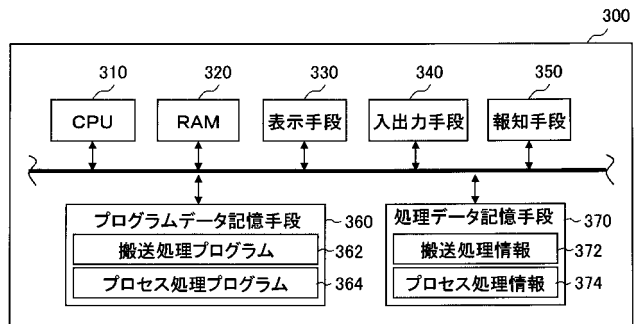 300
310
320
330
340
350
CPU
RAM
表示手段
入出力手段
報知手段
プログラムデータ記憶手段
360
搬送処理プログラム
362
プロセス処理プログラム
364
処理データ記憶手段
370
搬送処理情報
372
プロセス処理情報
374